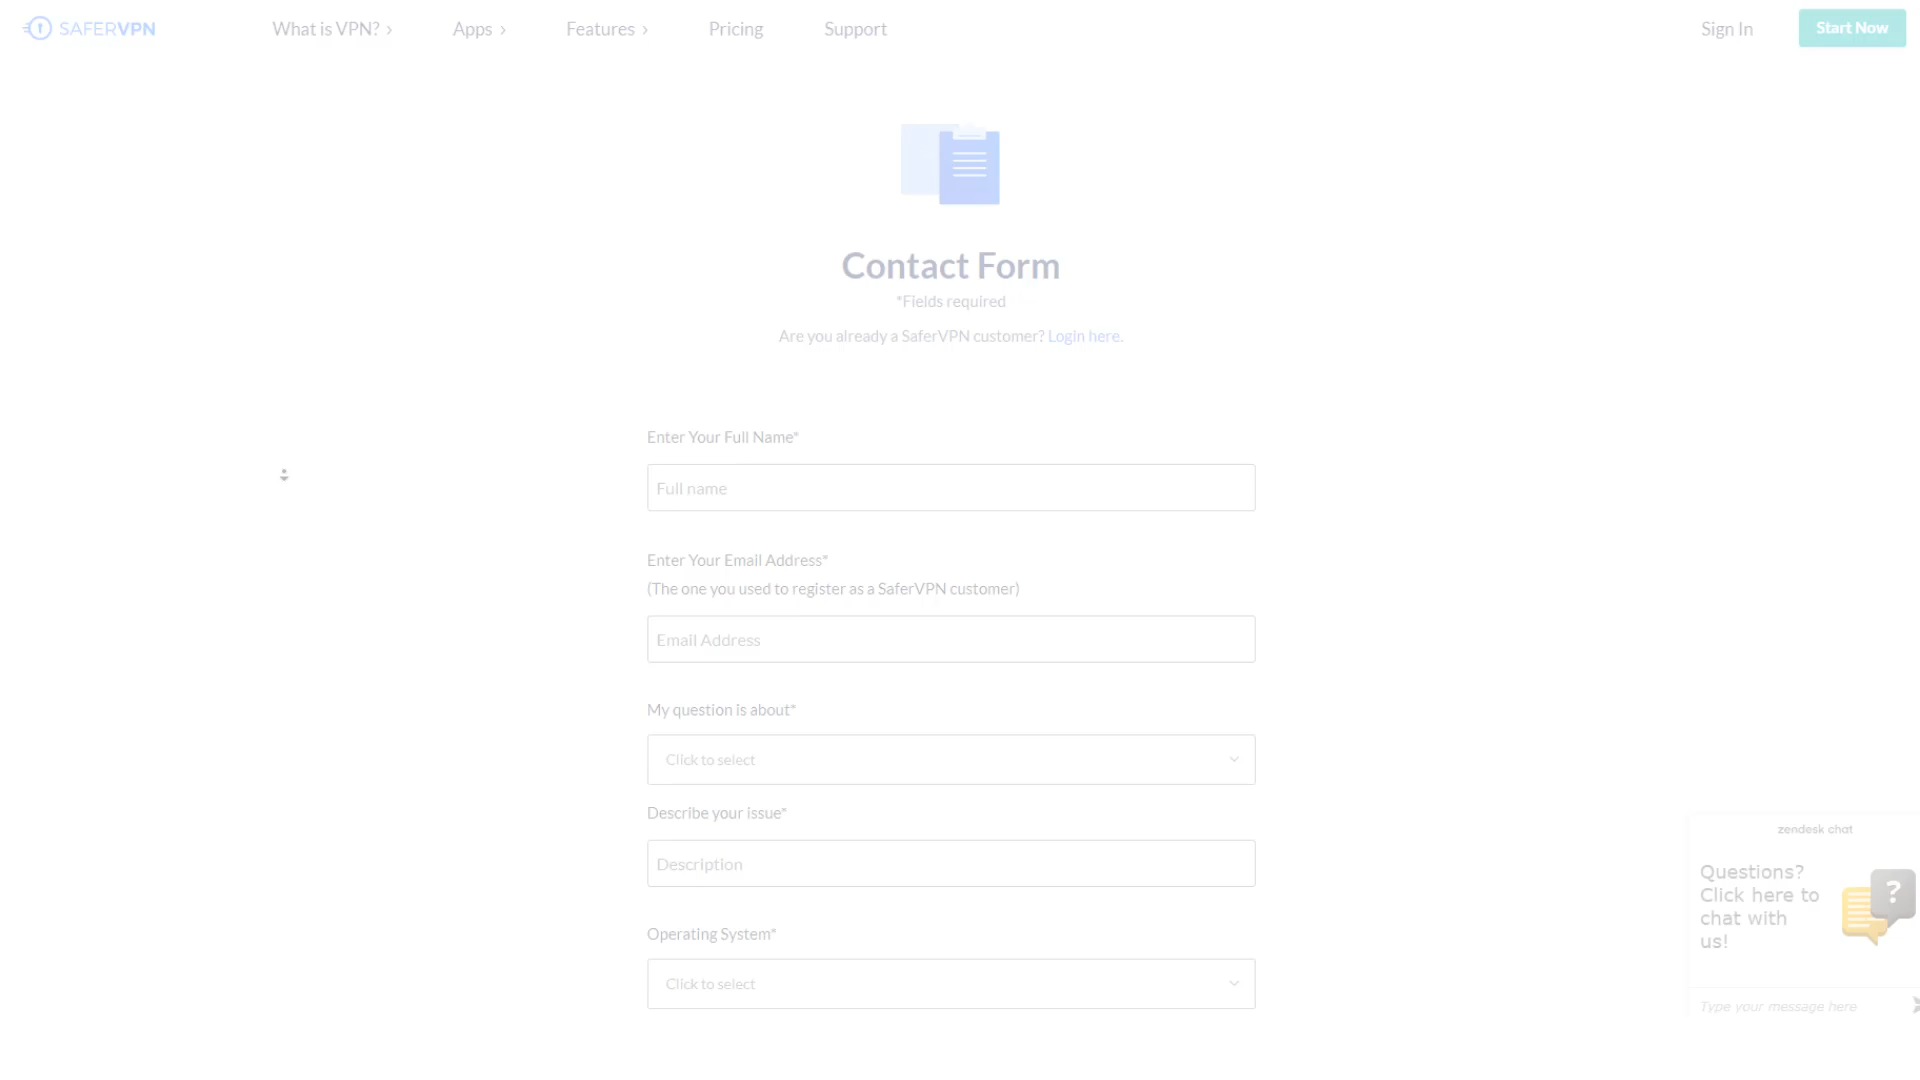 SAFERVPN
What is VPN?
Apps
Features
Pricing
Support
Sign In
Start Now
Contact Form
*Fields required
Are you already a SaferVPN customer? Login here.
Enter Your Full Name*
Full name
Enter Your Email Address*
(The one you used to register as a SaferVPN customer)
Email Address
My question is about*
Click to select
Describe your issue*
Description
Operating System*
Click to select
zendesk chat
Questions?
Click here to
chat with
us!
?
Type your message here